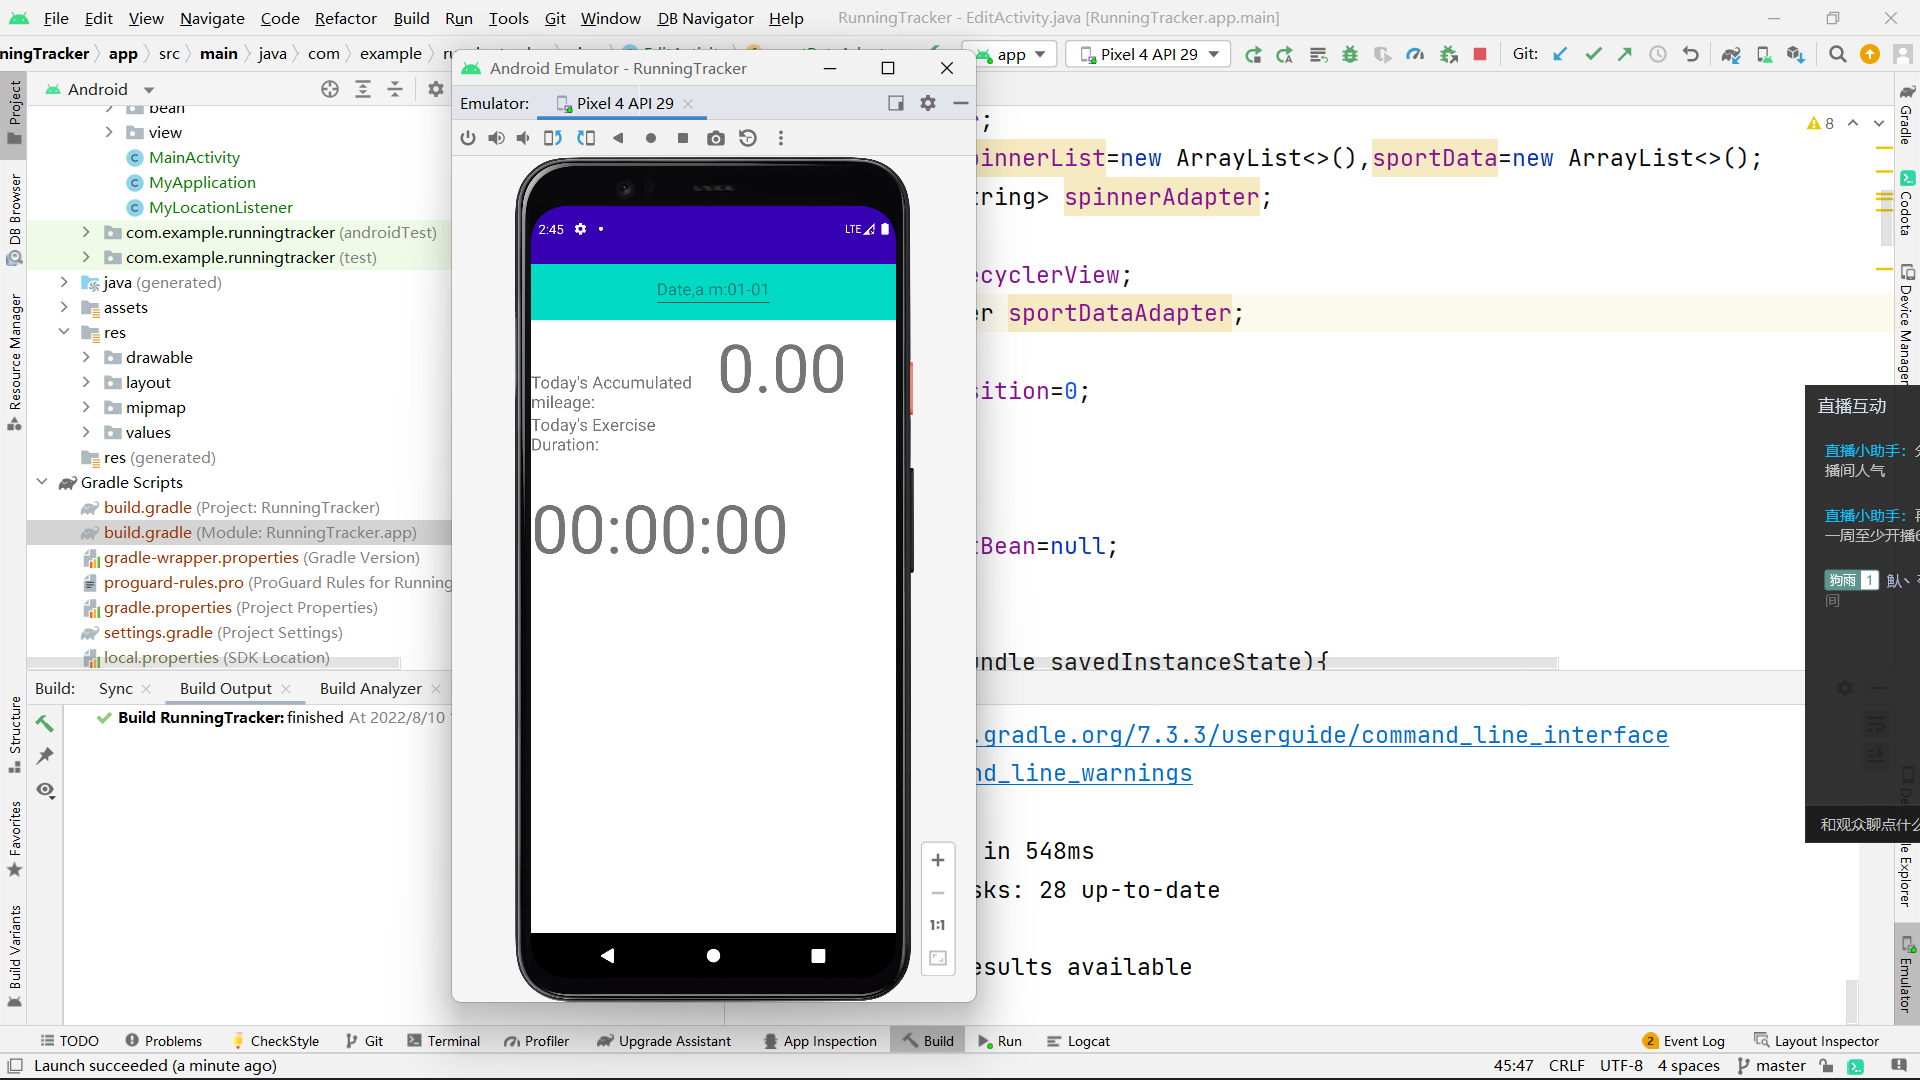 File Edit View Navigate Code Refactor Build Run Tools Git Window DB Navigator Help RunningTracker - EditActivity.java [RunningTracker.app.main]
ningTracker app src main java com example app Pixel 4 API 29 Git:
Android
bean
view
MainActivity
MyApplication
MyLocationListener
com.example.runningtracker (androidTest)
com.example.runningtracker (test)
java (generated)
assets
res
drawable
layout
mipmap
values
res (generated)
Gradle Scripts
build.gradle (Project: RunningTracker)
build.gradle (Module: RunningTracker.app)
gradle-wrapper.properties (Gradle Version)
proguard-rules.pro (ProGuard Rules for Running
gradle.properties (Project Properties)
settings.gradle (Project Settings)
local.properties (SDK Location)
Project
DB Browser
Resource Manager
Structure
Favorites
Build Variants
Android Emulator - RunningTracker
Emulator: Pixel 4 API 29
2:45 LTE
Date,a.m:01-01
Today's Accumulated mileage: 0.00
Today's Exercise Duration:
00:00:00
1:1
;
innerList=new ArrayList<>(),sportData=new ArrayList<>();
tring> spinnerAdapter;
ecyclerView;
er sportDataAdapter;
sition=0;
tBean=null;
undle savedInstanceState){
8
Gradle
Codota
Device Manager
Emulator
直播互动
直播小助手：
播间人气
直播小助手：
一周至少开播
狗雨 1
间
和观众聊点什么
Build: Sync Build Output Build Analyzer
Build RunningTracker: finished At 2022/8/10
.gradle.org/7.3.3/userguide/command_line_interface
nd_line_warnings
in 548ms
sks: 28 up-to-date
esults available
TODO Problems CheckStyle Git Terminal Profiler Upgrade Assistant App Inspection Build Run Logcat 2 Event Log Layout Inspector
Launch succeeded (a minute ago) 45:47 CRLF UTF-8 4 spaces master